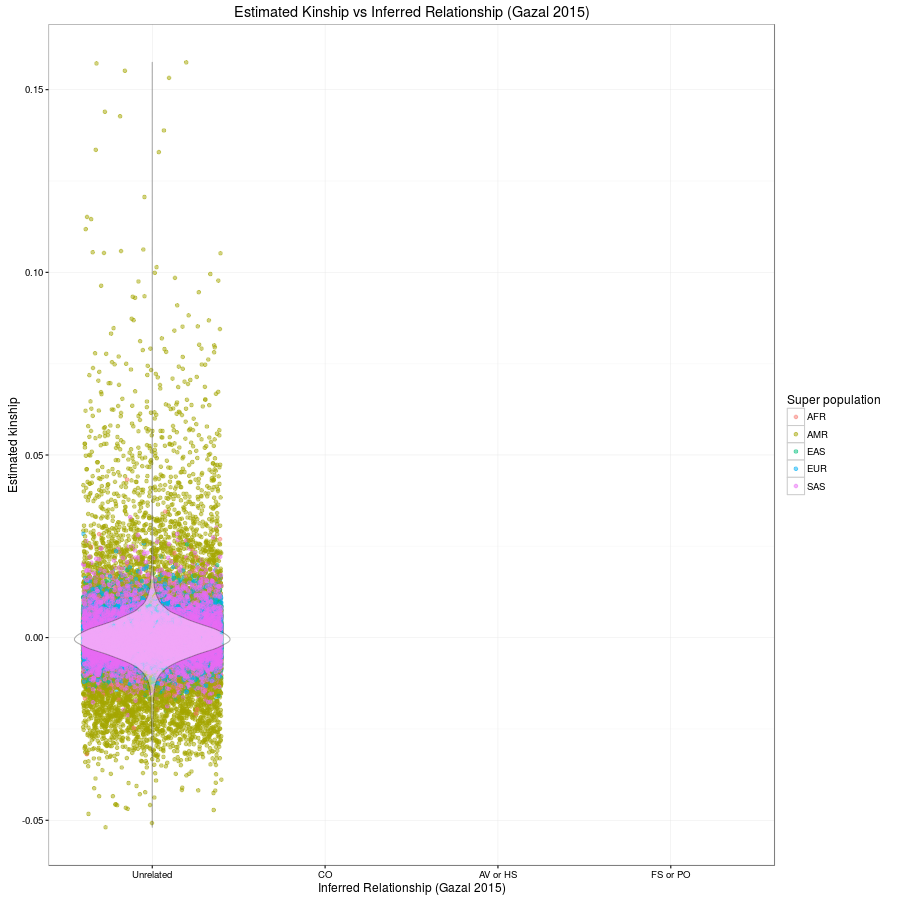 Estimated Kinship vs Inferred Relationship (Gazal 2015)
Estimated kinship
0.15
0.10
0.05
0.00
-0.05
Unrelated CO AV or HS FS or PO
Inferred Relationship (Gazal 2015)
Super population
AFR
AMR
EAS
EUR
SAS